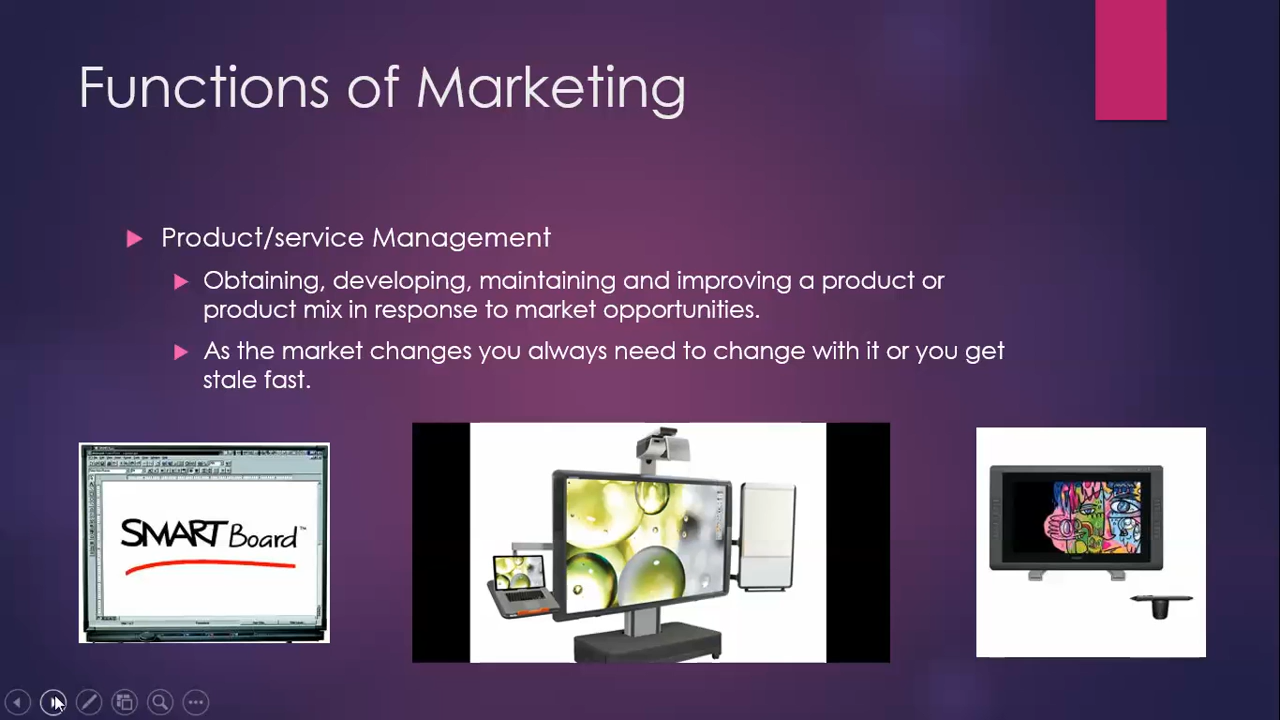 Functions of Marketing
Product/service Management
Obtaining, developing, maintaining and improving a product or
product mix in response to market opportunities.
As the market changes you always need to change with it or you get
stale fast.
SMART Board™